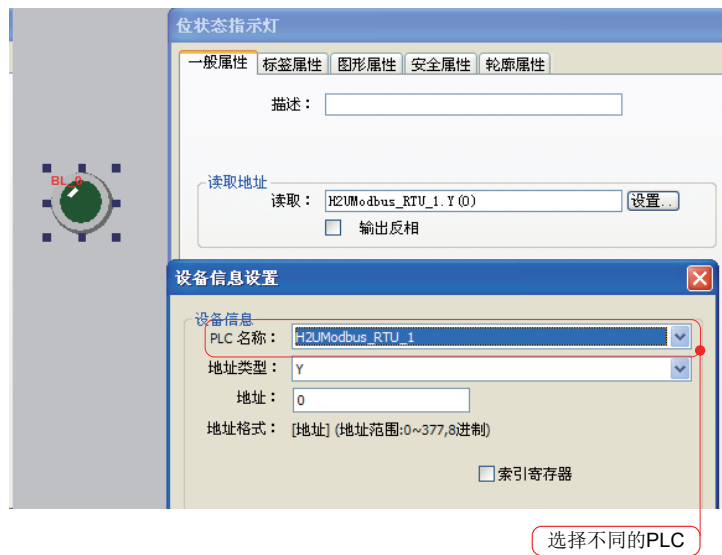 位状态指示灯
一般属性 标签属性 图形属性 安全属性 轮廓属性
描述：
BL_0
读取地址
读取： H2UModbus_RTU_1.Y(0) 设置..
输出反相
设备信息设置
设备信息
PLC 名称： H2UModbus_RTU_1
地址类型： Y
地址： 0
地址格式： [地址] (地址范围:0~377,8进制)
索引寄存器
选择不同的PLC